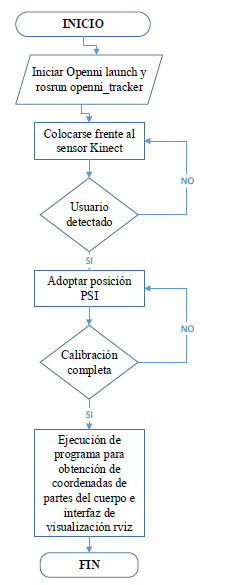 INICIO
Iniciar Openni launch y
rosrun openni_tracker
Colocarse frente al
sensor Kinect
NO
Usuario
detectado
SI
Adoptar posición
PSI
NO
Calibración
completa
SI
Ejecución de
programa para
obtención de
coordenadas de
partes del cuerpo e
interfaz de
visualización rviz
FIN